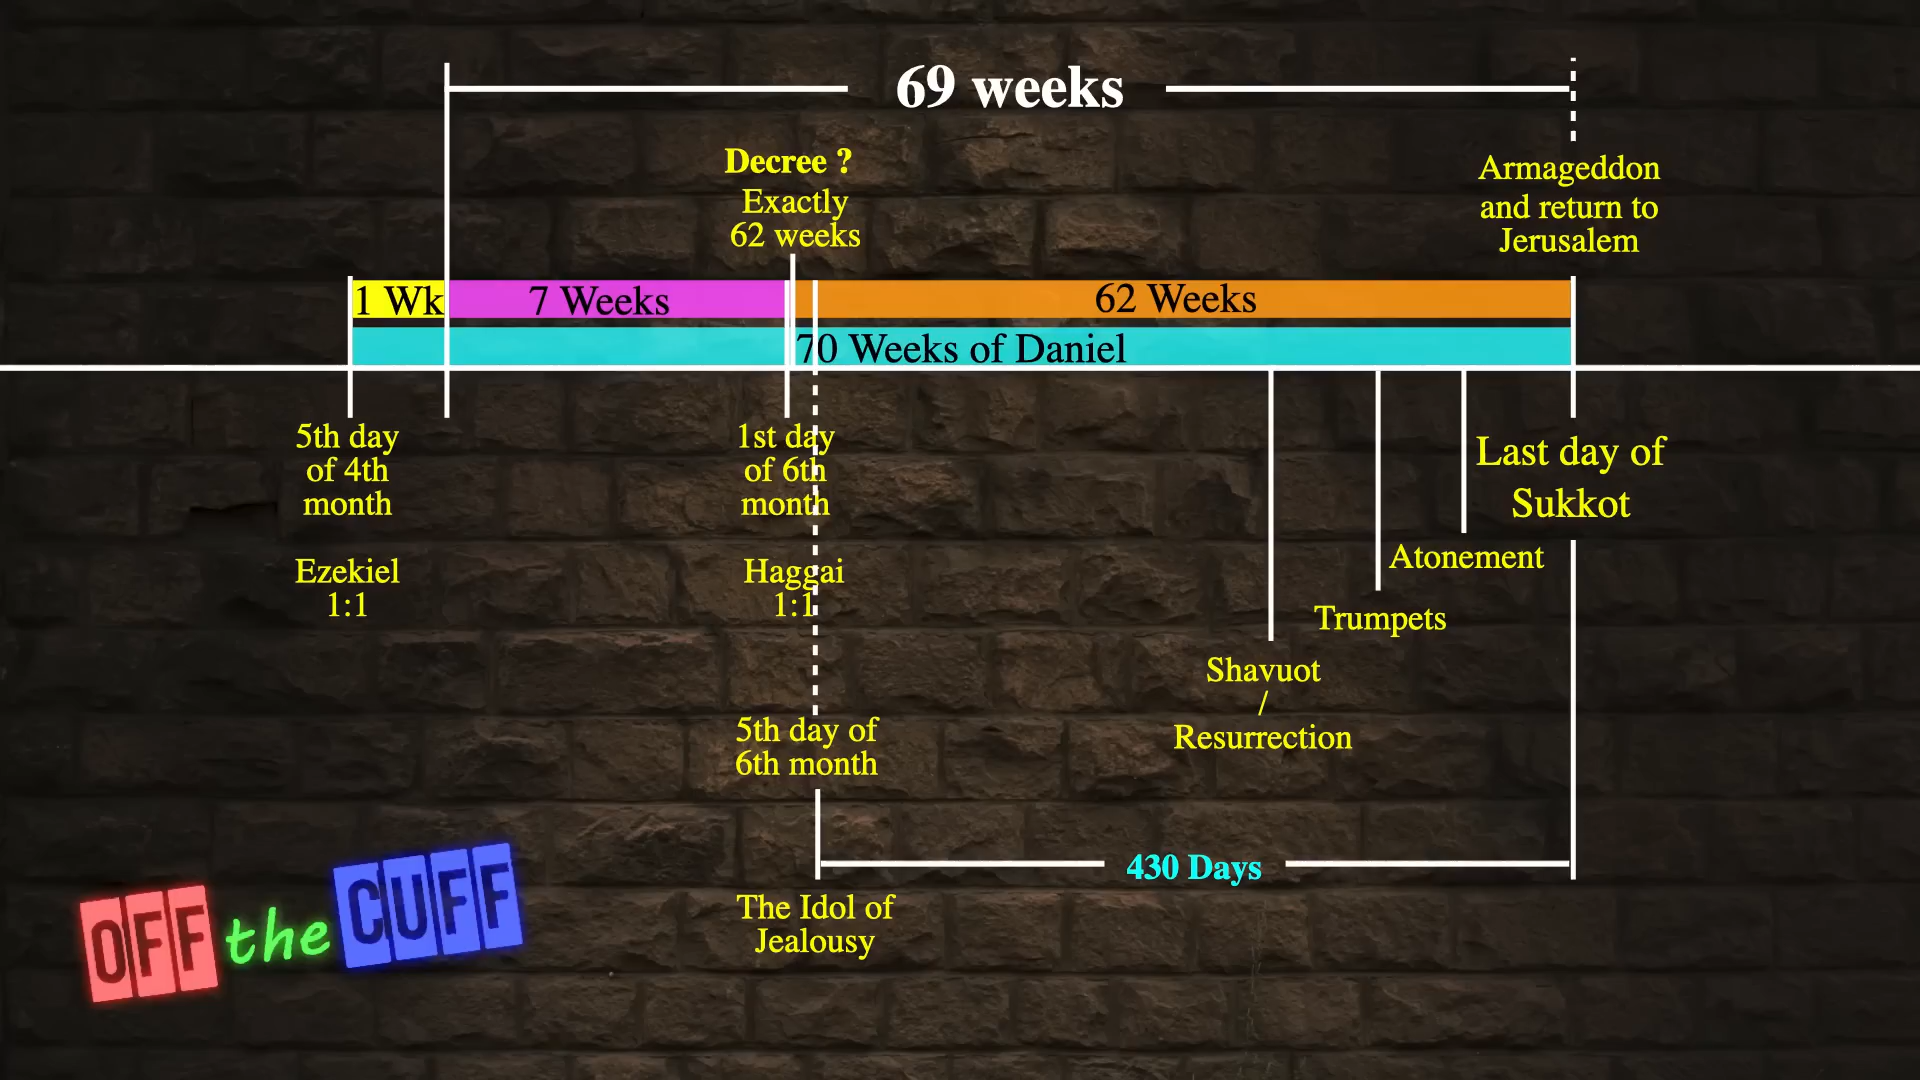 69 weeks
Decree ?
Exactly
62 weeks
Armageddon
and return to
Jerusalem
1 Wk
7 Weeks
62 Weeks
70 Weeks of Daniel
5th day
of 4th
month
Ezekiel
1:1
1st day
of 6th
month
Haggai
1:1
Last day of
Sukkot
Atonement
Trumpets
Shavuot
/
Resurrection
5th day of
6th month
430 Days
The Idol of
Jealousy
OFF the CUFF